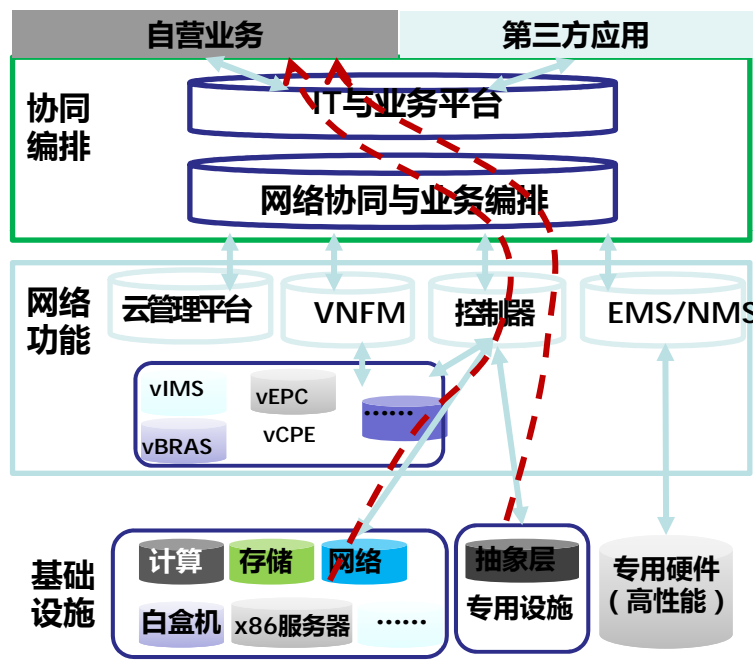 自营业务
第三方应用
协同
编排
IT与业务平台
网络协同与业务编排
网络
功能
云管理平台
VNFM
控制器
EMS/NMS
vIMS
vEPC
······
vBRAS
vCPE
基础
设施
计算
存储
网络
抽象层
专用设施
专用硬件
（高性能）
白盒机
x86服务器
······